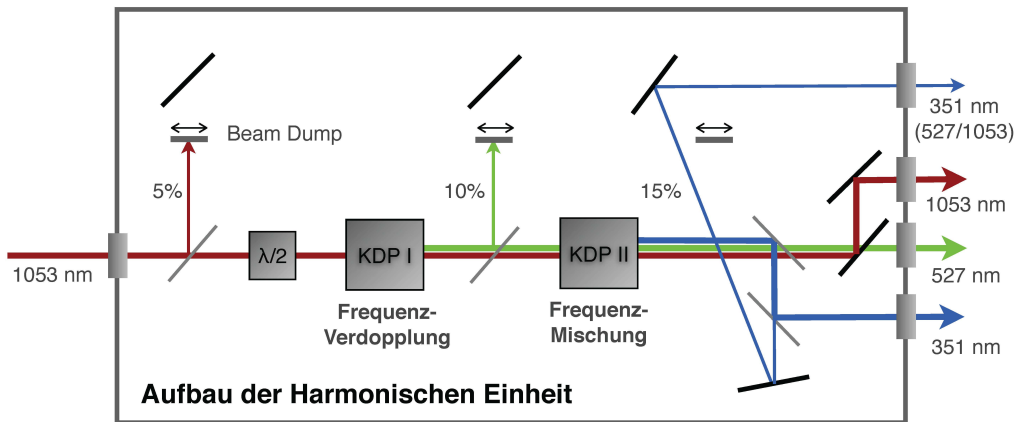 351 nm
(527/1053)
Beam Dump
5%
10%
15%
1053 nm
1053 nm
λ/2
KDP I
KDP II
527 nm
Frequenz-
Verdopplung
Frequenz-
Mischung
351 nm
Aufbau der Harmonischen Einheit